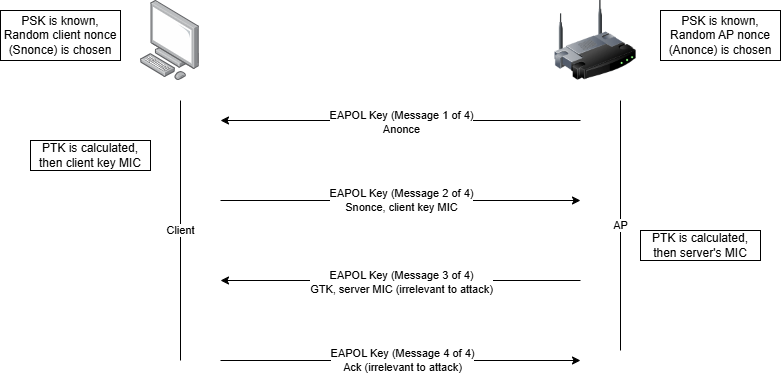 PSK is known,
Random client nonce
(Snonce) is chosen
PSK is known,
Random AP nonce
(Anonce) is chosen
EAPOL Key (Message 1 of 4)
Anonce
PTK is calculated,
then client key MIC
EAPOL Key (Message 2 of 4)
Snonce, client key MIC
Client
AP
PTK is calculated,
then server's MIC
EAPOL Key (Message 3 of 4)
GTK, server MIC (irrelevant to attack)
EAPOL Key (Message 4 of 4)
Ack (irrelevant to attack)